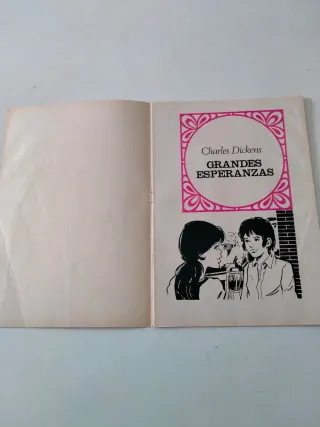 Charles Dickens
GRANDES
ESPERANZAS